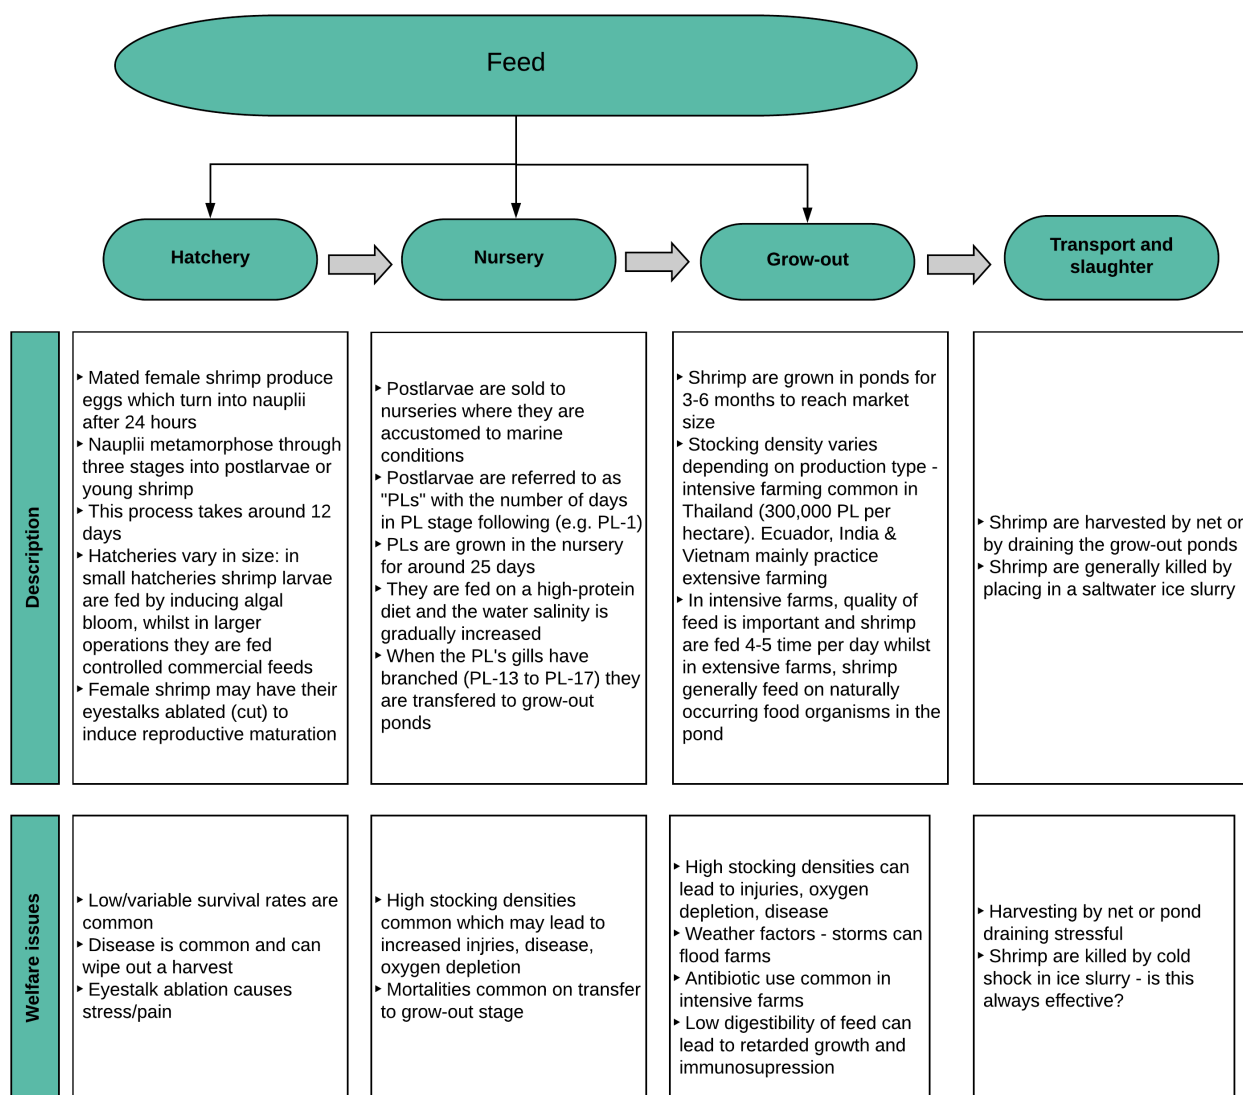 Feed
Hatchery
Nursery
Grow-out
Transport and
slaughter
Description
‣ Mated female shrimp produce
eggs which turn into nauplii
after 24 hours
‣ Nauplii metamorphose through
three stages into postlarvae or
young shrimp
‣ This process takes around 12
days
‣ Hatcheries vary in size: in
small hatcheries shrimp larvae
are fed by inducing algal
bloom, whilst in larger
operations they are fed
controlled commercial feeds
‣ Female shrimp may have their
eyestalks ablated (cut) to
induce reproductive maturation
‣ Postlarvae are sold to
nurseries where they are
accustomed to marine
conditions
‣ Postlarvae are referred to as
"PLs" with the number of days
in PL stage following (e.g. PL-1)
‣ PLs are grown in the nursery
for around 25 days
‣ They are fed on a high-protein
diet and the water salinity is
gradually increased
‣ When the PL's gills have
branched (PL-13 to PL-17) they
are transfered to grow-out
ponds
‣ Shrimp are grown in ponds for
3-6 months to reach market
size
‣ Stocking density varies
depending on production type -
intensive farming common in
Thailand (300,000 PL per
hectare). Ecuador, India &
Vietnam mainly practice
extensive farming
‣ In intensive farms, quality of
feed is important and shrimp
are fed 4-5 time per day whilst
in extensive farms, shrimp
generally feed on naturally
occurring food organisms in the
pond
‣ Shrimp are harvested by net or
by draining the grow-out ponds
‣ Shrimp are generally killed by
placing in a saltwater ice slurry
Welfare issues
‣ Low/variable survival rates are
common
‣ Disease is common and can
wipe out a harvest
‣ Eyestalk ablation causes
stress/pain
‣ High stocking densities
common which may lead to
increased injries, disease,
oxygen depletion
‣ Mortalities common on transfer
to grow-out stage
‣ High stocking densities can
lead to injuries, oxygen
depletion, disease
‣ Weather factors - storms can
flood farms
‣ Antibiotic use common in
intensive farms
‣ Low digestibility of feed can
lead to retarded growth and
immunosupression
‣ Harvesting by net or pond
draining stressful
‣ Shrimp are killed by cold
shock in ice slurry - is this
always effective?